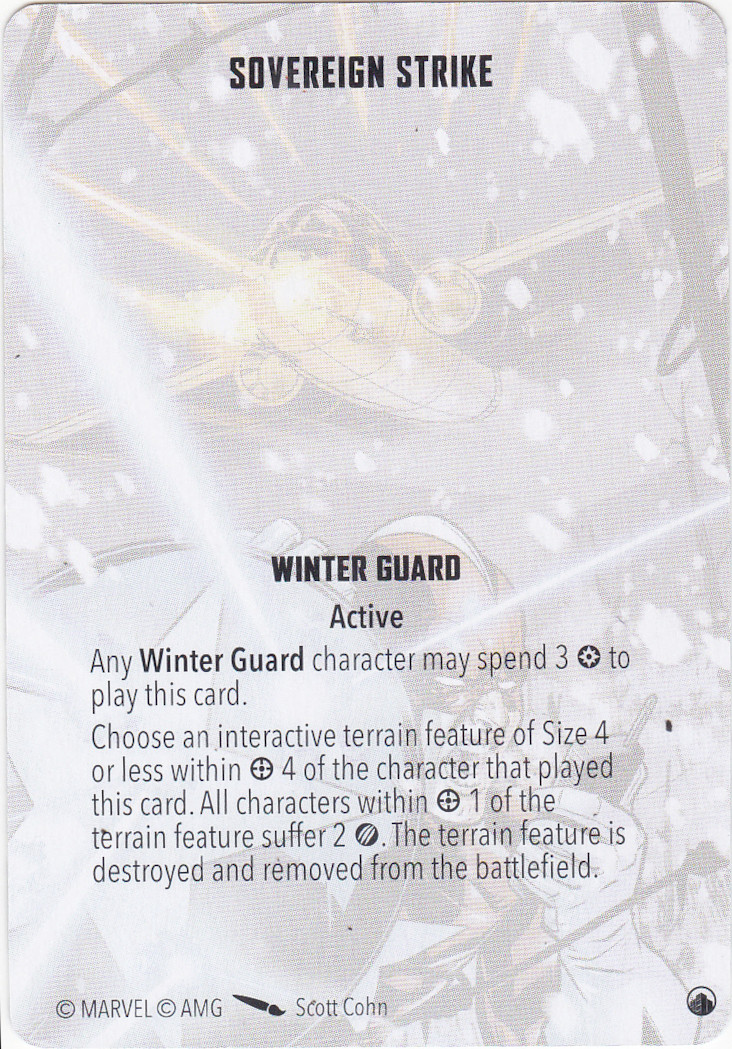 SOVEREIGN STRIKE
WINTER GUARD
Active
Any Winter Guard character may spend 3 to
play this card.
Choose an interactive terrain feature of Size 4
or less within 4 of the character that played
this card. All characters within 1 of the
terrain feature suffer 2 . The terrain feature is
destroyed and removed from the battlefield.
© MARVEL © AMG Scott Cohn